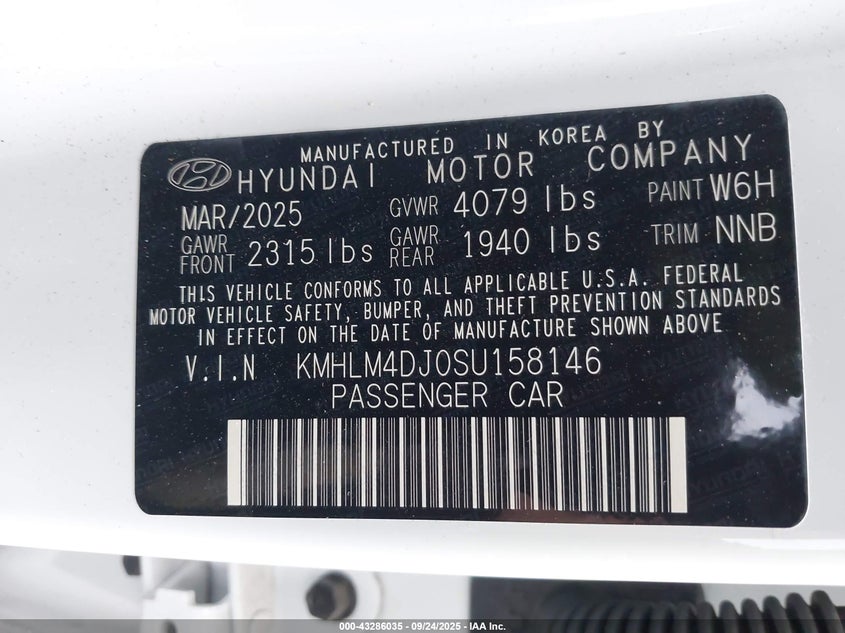 MANUFACTURED IN KOREA BY
HYUNDAI MOTOR COMPANY
MAR/2025 GVWR 4079 lbs PAINT W6H
GAWR FRONT 2315 lbs GAWR REAR 1940 lbs TRIM NNB
THIS VEHICLE CONFORMS TO ALL APPLICABLE U.S.A. FEDERAL
MOTOR VEHICLE SAFETY, BUMPER, AND THEFT PREVENTION STANDARDS
IN EFFECT ON THE DATE OF MANUFACTURE SHOWN ABOVE
V.I.N KMHLM4DJ0SU158146
PASSENGER CAR
000-43286035 - 09/24/2025 - IAA Inc.